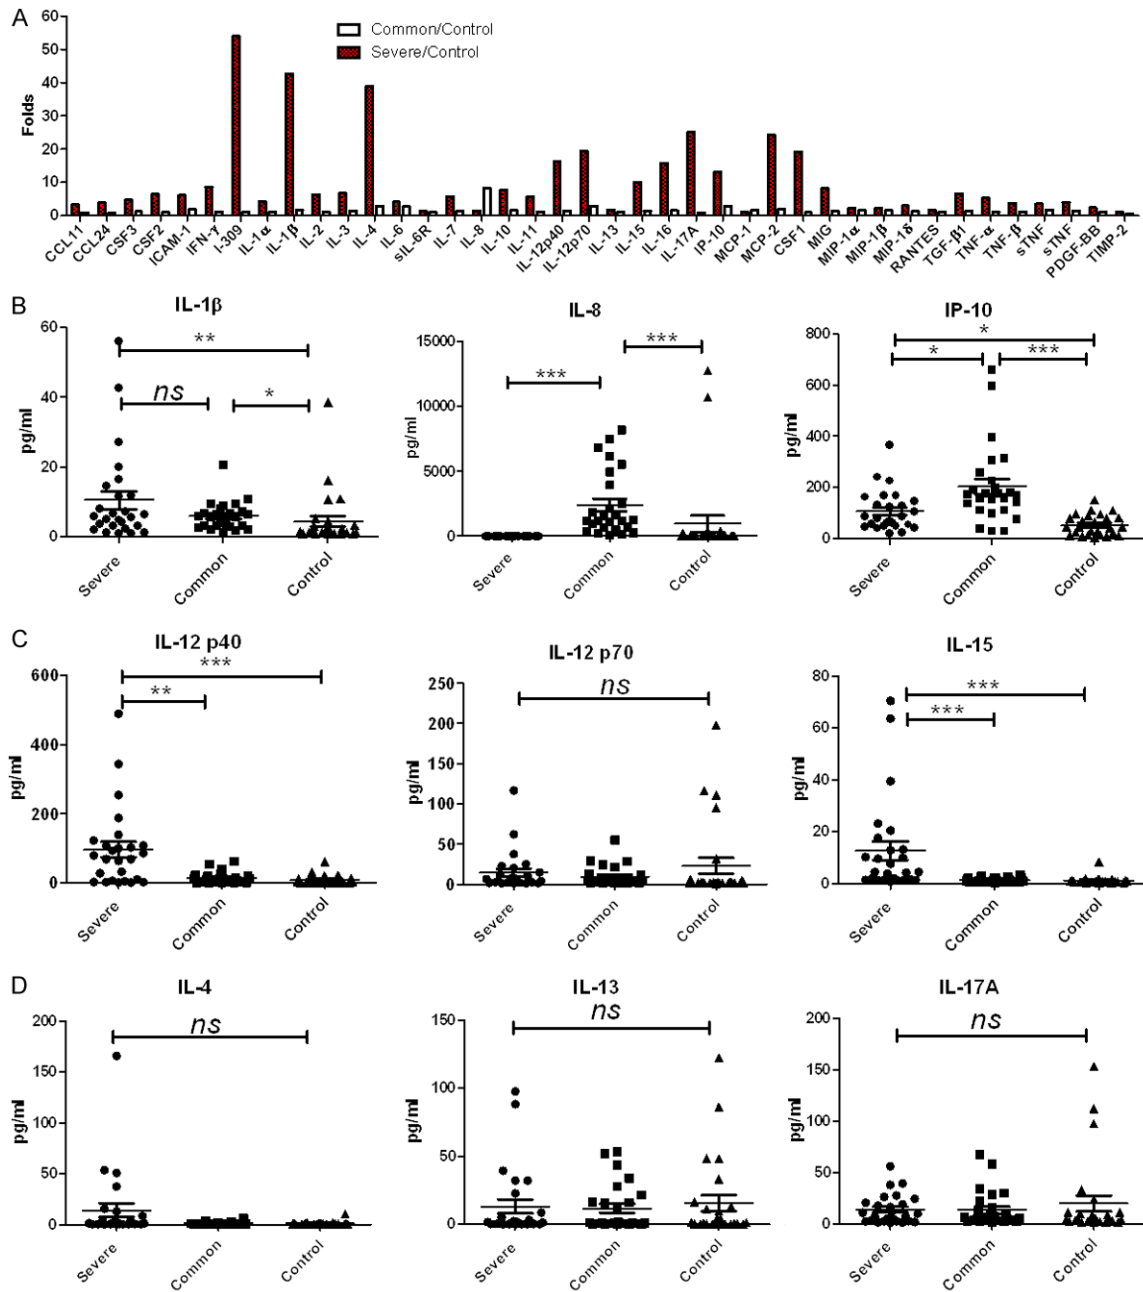 A
60
50
40
30
20
10
0
Folds
Common/Control
Severe/Control
CCL11 CCL24 CSF3 CSF2 ICAM-1 IFN-γ I-309 IL-1α IL-1β IL-2 IL-3 IL-4 IL-6 sIL-6R IL-7 IL-8 IL-10 IL-11 IL-12p40 IL-12p70 IL-13 IL-15 IL-16 IL-17A IP-10 MCP-1 MCP-2 CSF1 MIG MIP-1α MIP-1β MIP-1δ RANTES TGF-β1 TNF-α TNF-β sTNF sTNF PDGF-BB TIMP-2
B
IL-1β
60
40
20
0
pg/ml
**
ns
*
Severe Common Control
IL-8
15000
10000
5000
0
pg/ml
***
***
Severe Common Control
IP-10
800
600
400
200
0
pg/ml
*
* ***
Severe Common Control
C
IL-12 p40
600
400
200
0
pg/ml
***
**
Severe Common Control
IL-12 p70
250
200
150
100
50
0
pg/ml
ns
Severe Common Control
IL-15
80
60
40
20
0
pg/ml
***
***
Severe Common Control
D
IL-4
200
150
100
50
0
pg/ml
ns
Severe Common Control
IL-13
150
100
50
0
pg/ml
ns
Severe Common Control
IL-17A
200
150
100
50
0
pg/ml
ns
Severe Common Control